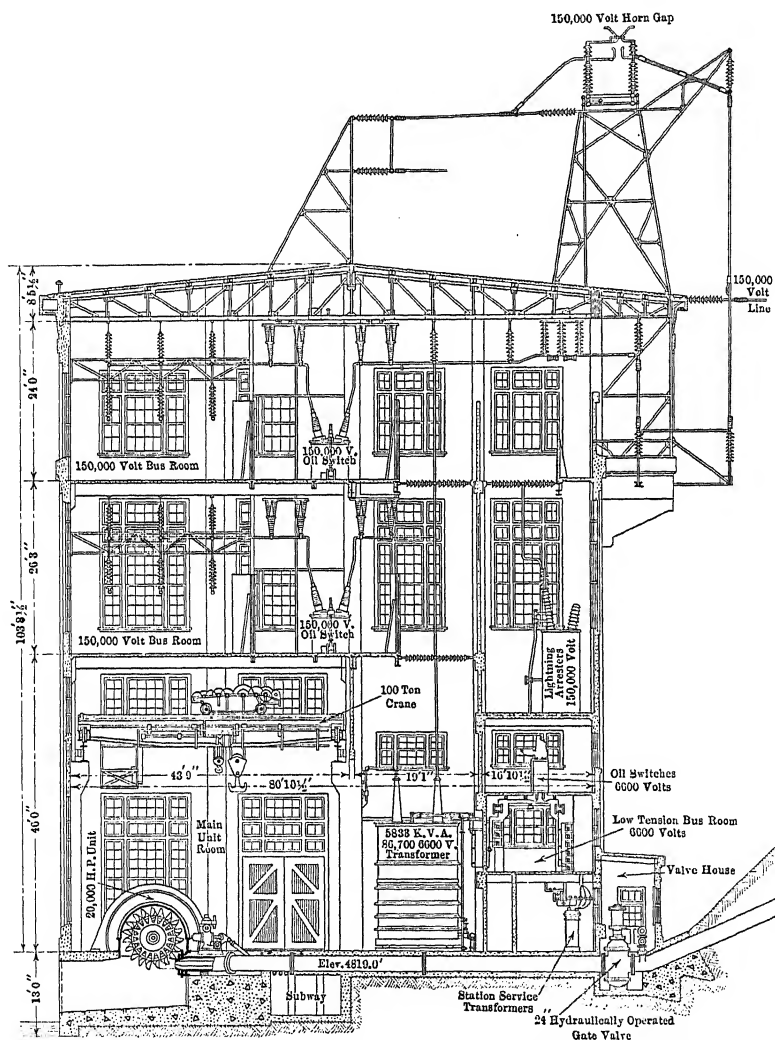 150,000 Volt Horn Gap
150,000
Volt
Line
8'5½"
24'0"
150,000 V.
Oil Switch
150,000 Volt Bus Room
26'8"
103'8½"
150,000 V.
Oil Switch
150,000 Volt Bus Room
Lightning
Arresters
150,000 Volt
100 Ton
Crane
43'9"
19'1"
16'10½"
80'10½"
Oil Switches
6600 Volts
40'0"
Main
Unit
Room
20,000 H.P. Unit
5833 K.V.A.
86,700 6600 V.
Transformer
Low Tension Bus Room
6600 Volts
Valve House
Elev. 4819.0'
13'0"
Subway
Station Service
Transformers
24" Hydraulically Operated
Gate Valve